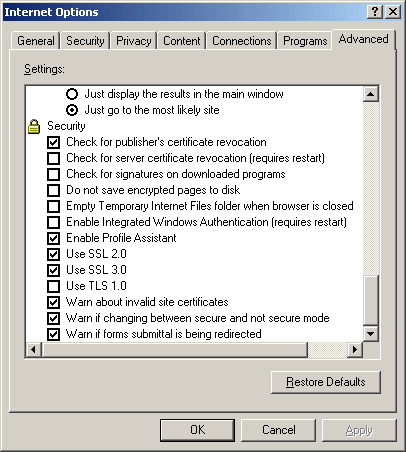 Internet Options
General Security Privacy Content Connections Programs Advanced
Settings:
Just display the results in the main window
Just go to the most likely site
Security
Check for publisher's certificate revocation
Check for server certificate revocation (requires restart)
Check for signatures on downloaded programs
Do not save encrypted pages to disk
Empty Temporary Internet Files folder when browser is closed
Enable Integrated Windows Authentication (requires restart)
Enable Profile Assistant
Use SSL 2.0
Use SSL 3.0
Use TLS 1.0
Warn about invalid site certificates
Warn if changing between secure and not secure mode
Warn if forms submittal is being redirected
Restore Defaults
OK Cancel Apply